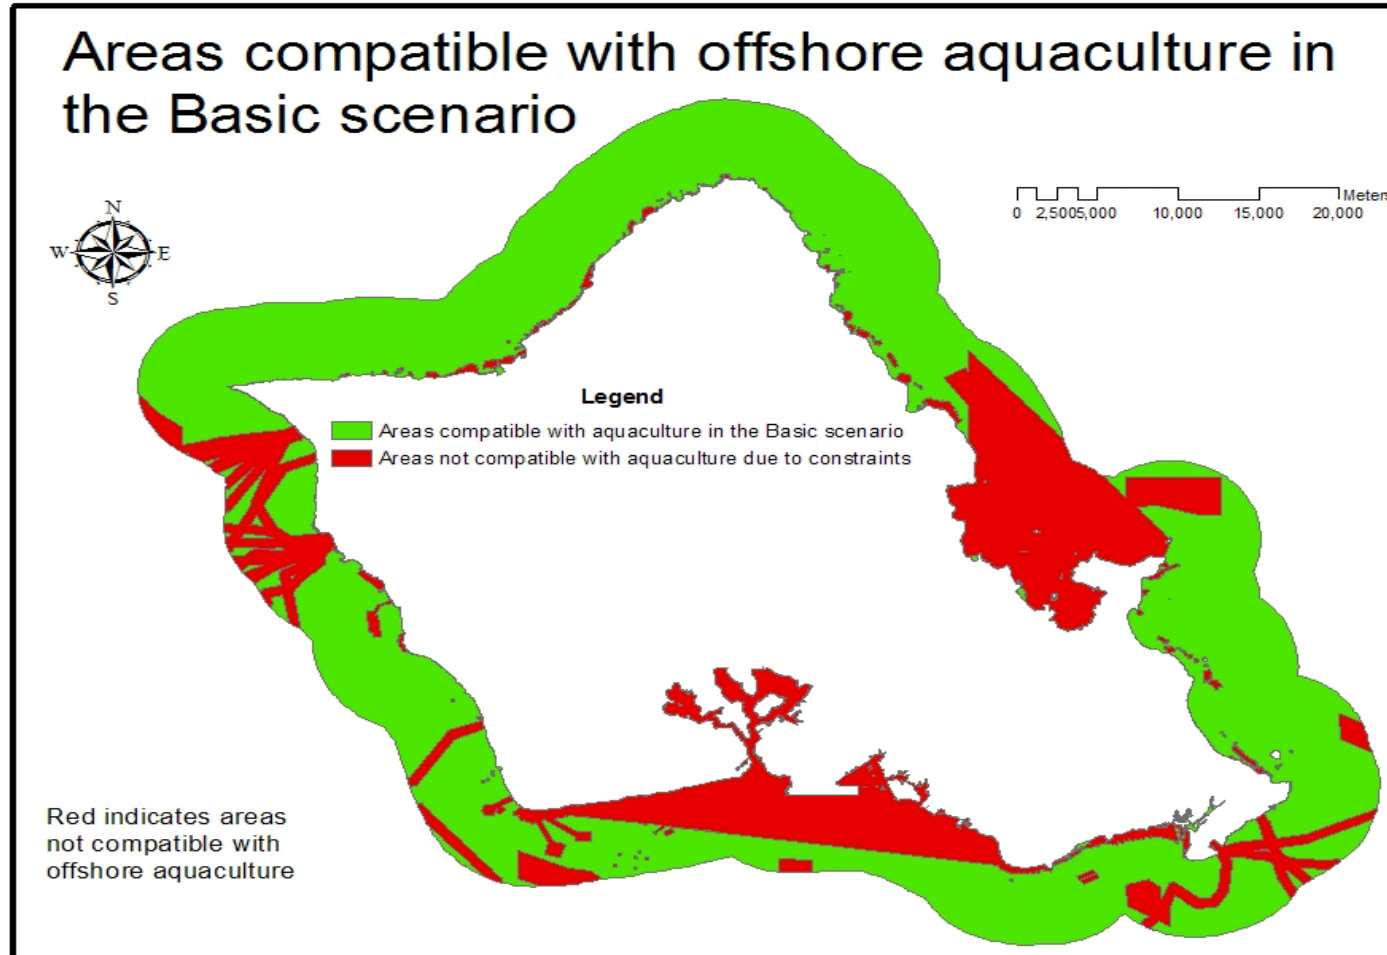 Areas compatible with offshore aquaculture in
the Basic scenario
N
W E
S
Meters
0 2,5005,000 10,000 15,000 20,000
Legend
Areas compatible with aquaculture in the Basic scenario
Areas not compatible with aquaculture due to constraints
Red indicates areas
not compatible with
offshore aquaculture